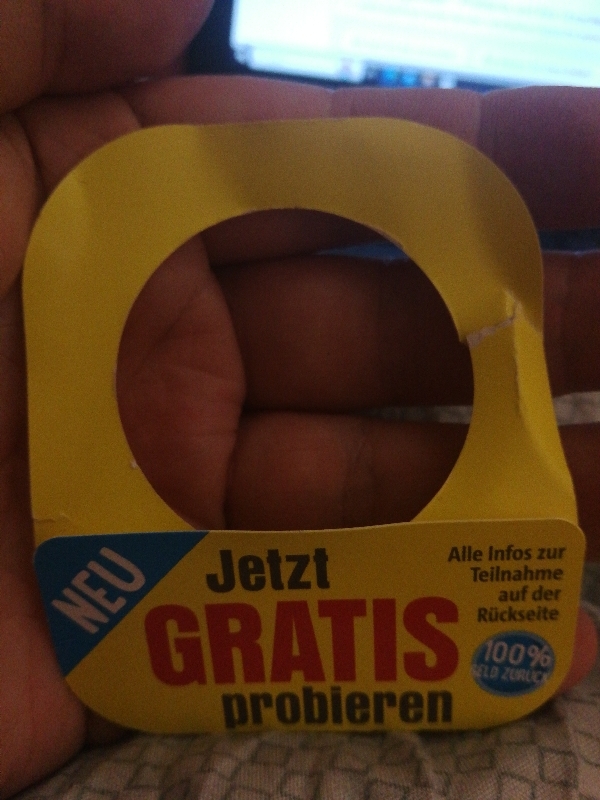 NEU
Jetzt
GRATIS
probieren
Alle Infos zur
Teilnahme
auf der
Rückseite
100%
GELD ZURÜCK